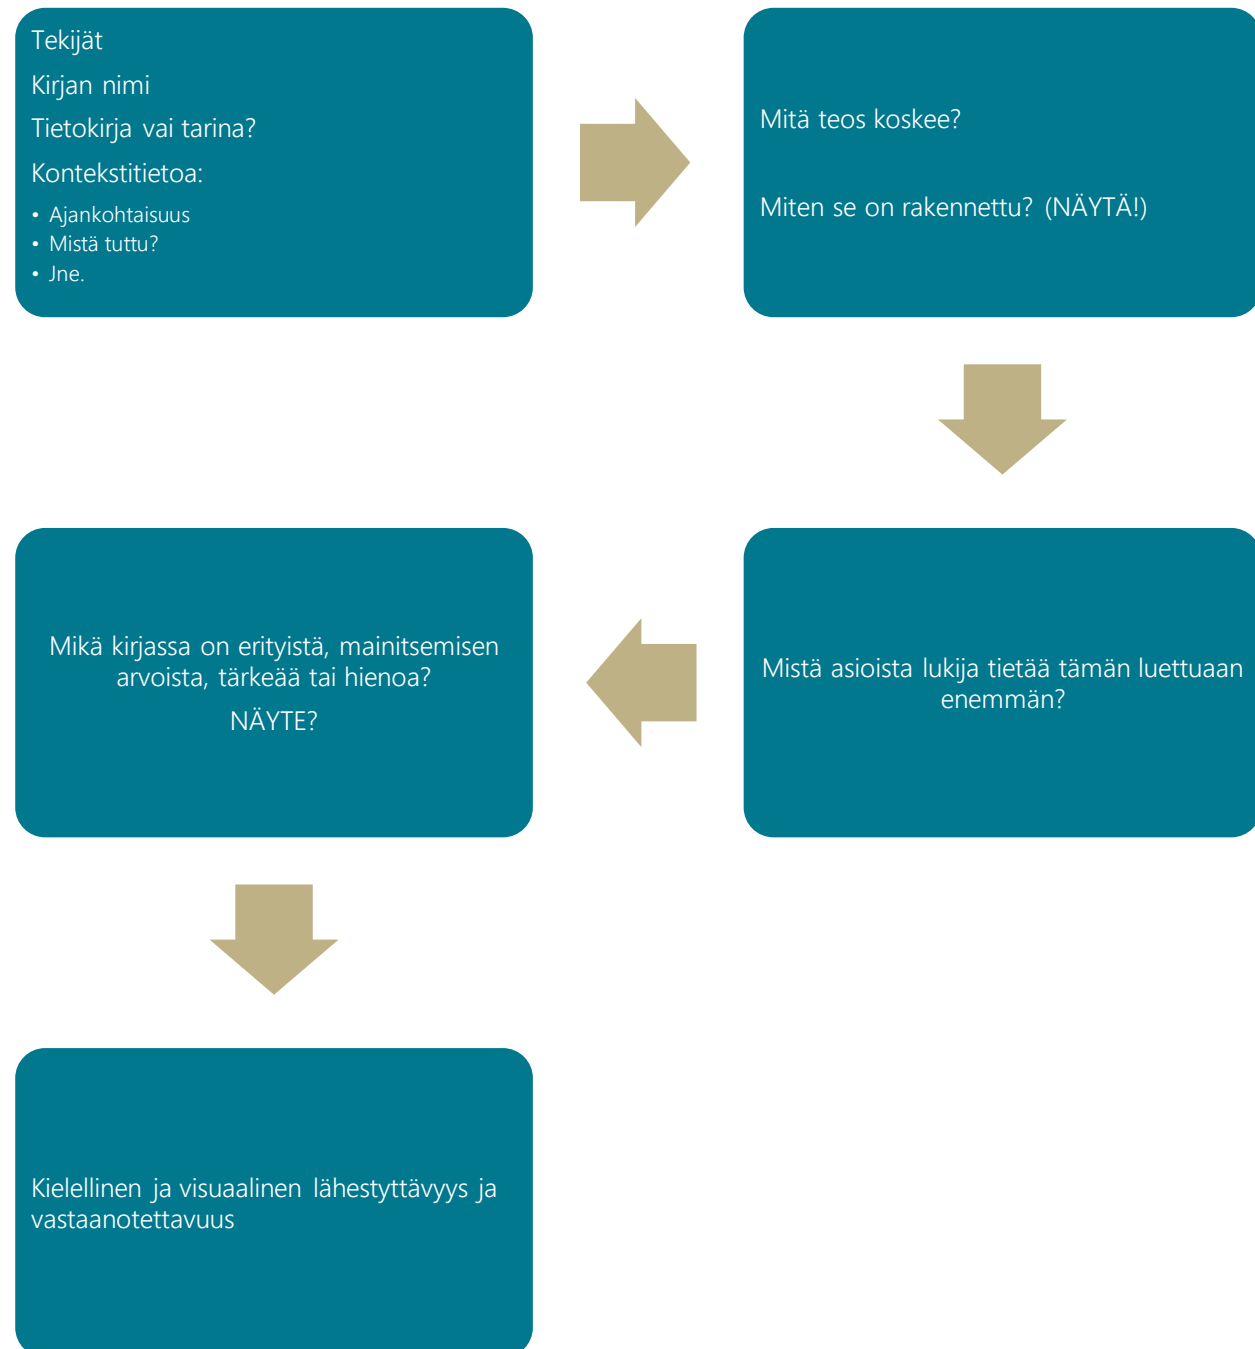 Tekijät
Kirjan nimi
Tietokirja vai tarina?
Kontekstitietoa:
• Ajankohtaisuus
• Mistä tuttu?
• Jne.
Mitä teos koskee?
Miten se on rakennettu? (NÄYTÄ!)
Mistä asioista lukija tietää tämän luettuaan
enemmän?
Mikä kirjassa on erityistä, mainitsemisen
arvoista, tärkeää tai hienoa?
NÄYTE?
Kielellinen ja visuaalinen lähestyttävyys ja
vastaanotettavuus